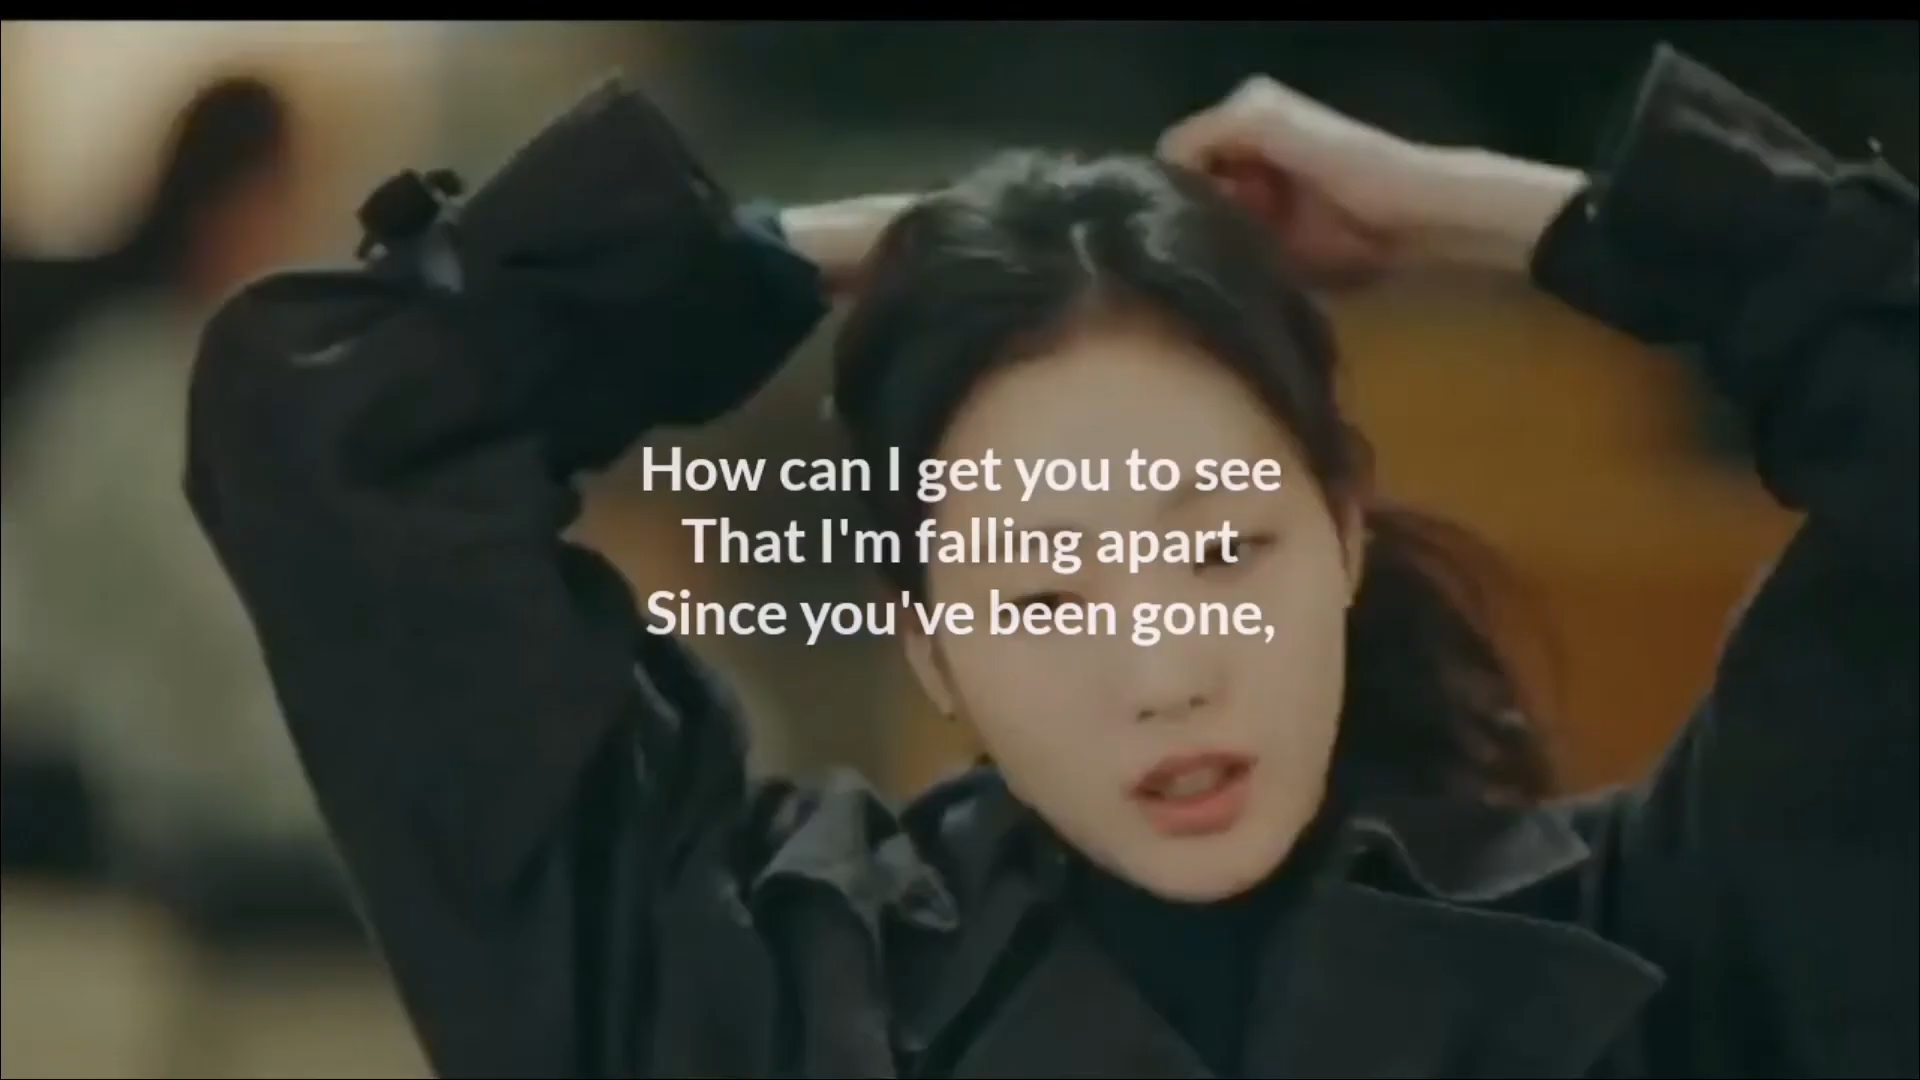 How can I get you to see
That I'm falling apart
Since you've been gone,